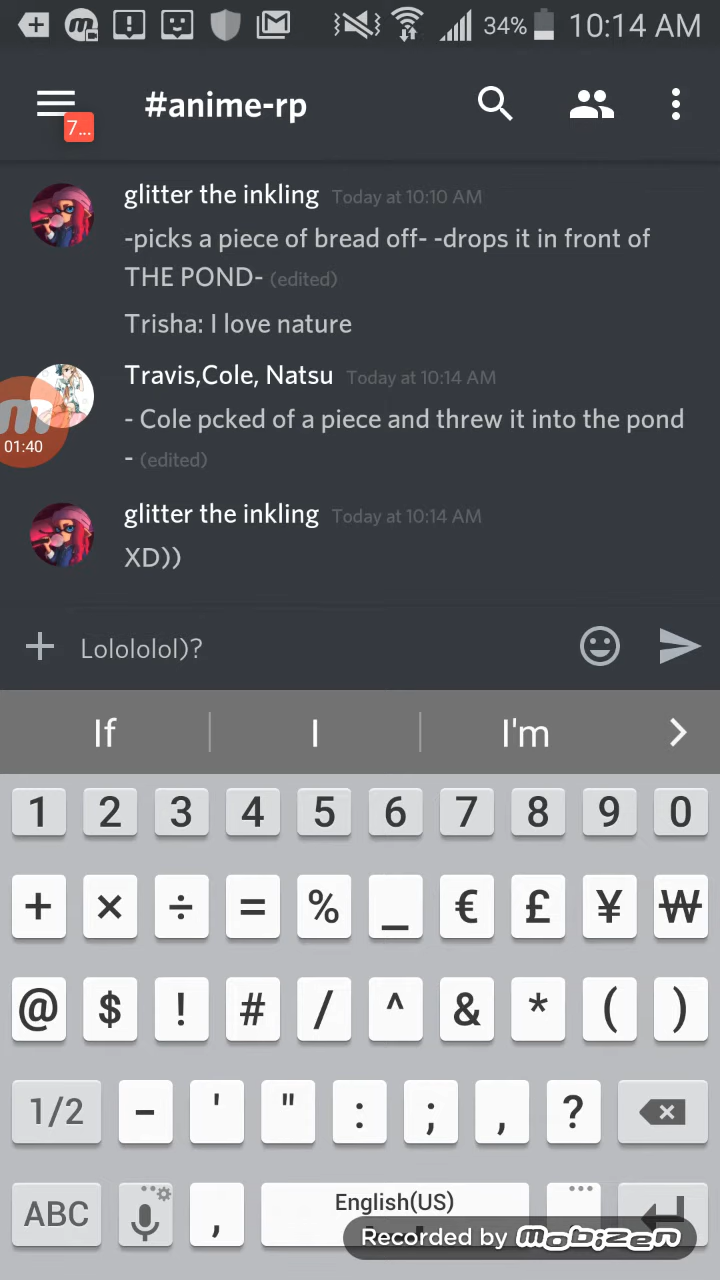 34% 10:14 AM
#anime-rp
7...
glitter the inkling Today at 10:10 AM
-picks a piece of bread off- -drops it in front of
THE POND- (edited)
Trisha: I love nature
Travis,Cole, Natsu Today at 10:14 AM
- Cole pcked of a piece and threw it into the pond
- (edited)
01:40
glitter the inkling Today at 10:14 AM
XD))
Lolololol)?
If I I'm
1 2 3 4 5 6 7 8 9 0
+ × ÷ = % _ € £ ¥ ₩
@ $ ! # / ^ & * ( )
1/2 - ' " : ; , ?
ABC , English(US)
Recorded by mobizen